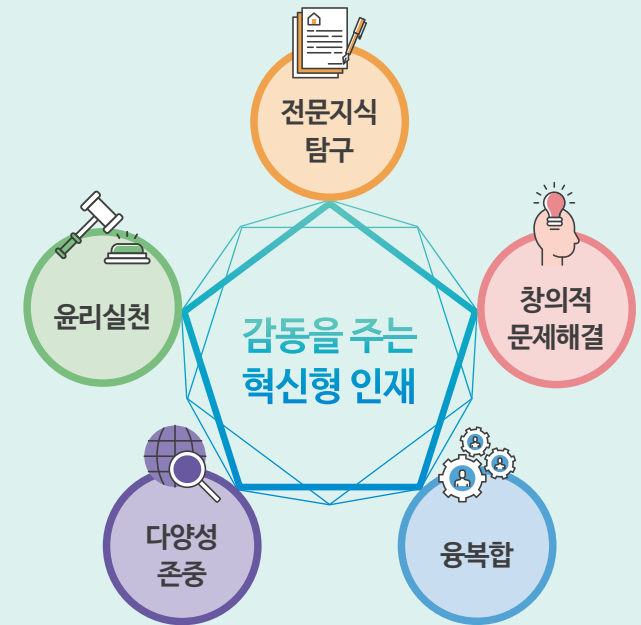 전문지식
탐구
윤리실천
창의적
문제해결
감동을 주는
혁신형 인재
다양성
존중
융복합